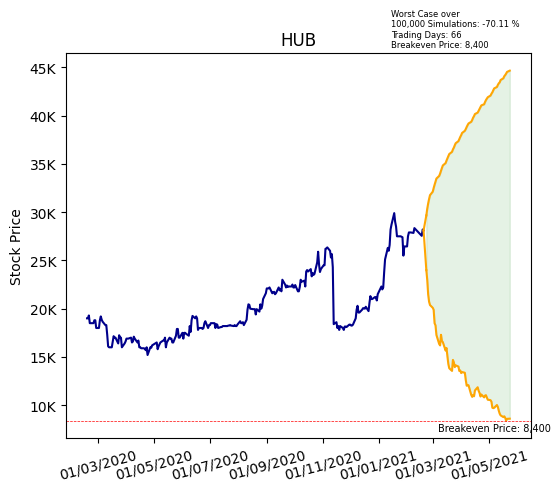 Worst Case over
100,000 Simulations: -70.11 %
Trading Days: 66
Breakeven Price: 8,400
HUB
Stock Price
45K
40K
35K
30K
25K
20K
15K
10K
Breakeven Price: 8,400
01/03/2020
01/05/2020
01/07/2020
01/09/2020
01/11/2020
01/01/2021
01/03/2021
01/05/2021